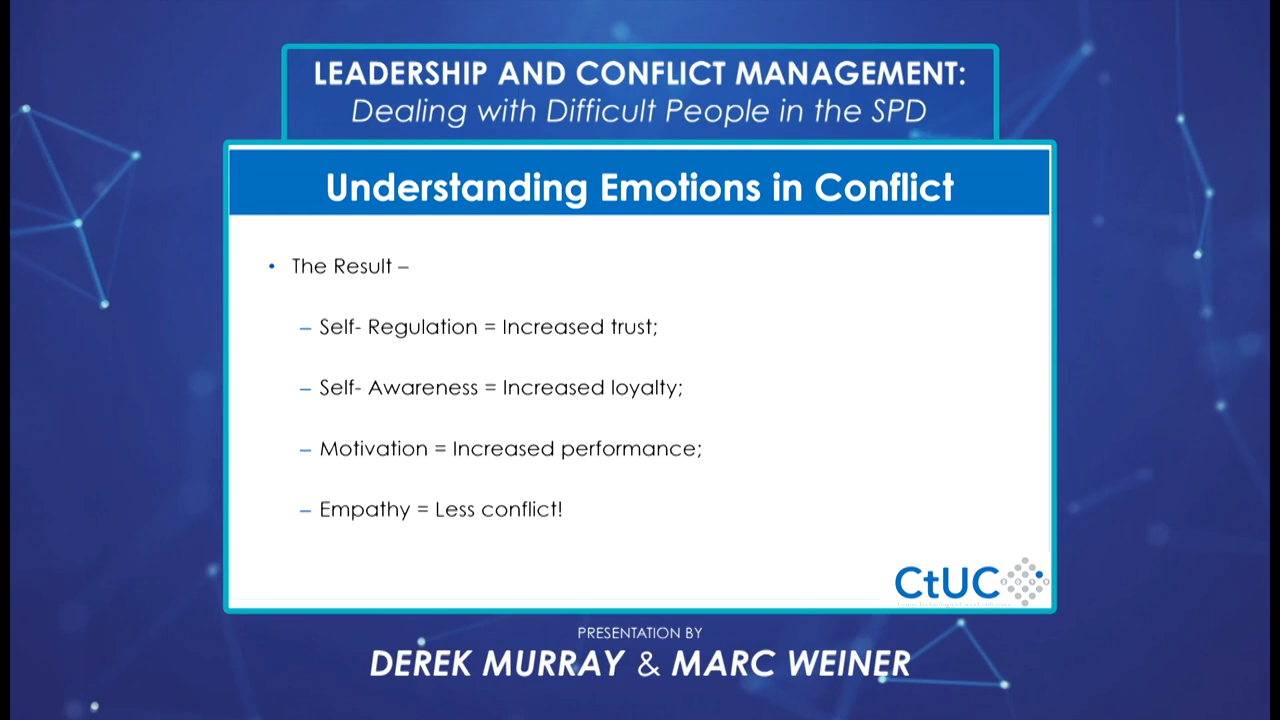 LEADERSHIP AND CONFLICT MANAGEMENT:
Dealing with Difficult People in the SPD
Understanding Emotions in Conflict
• The Result –
– Self- Regulation = Increased trust;
– Self- Awareness = Increased loyalty;
– Motivation = Increased performance;
– Empathy = Less conflict!
CtUC
PRESENTATION BY
DEREK MURRAY & MARC WEINER